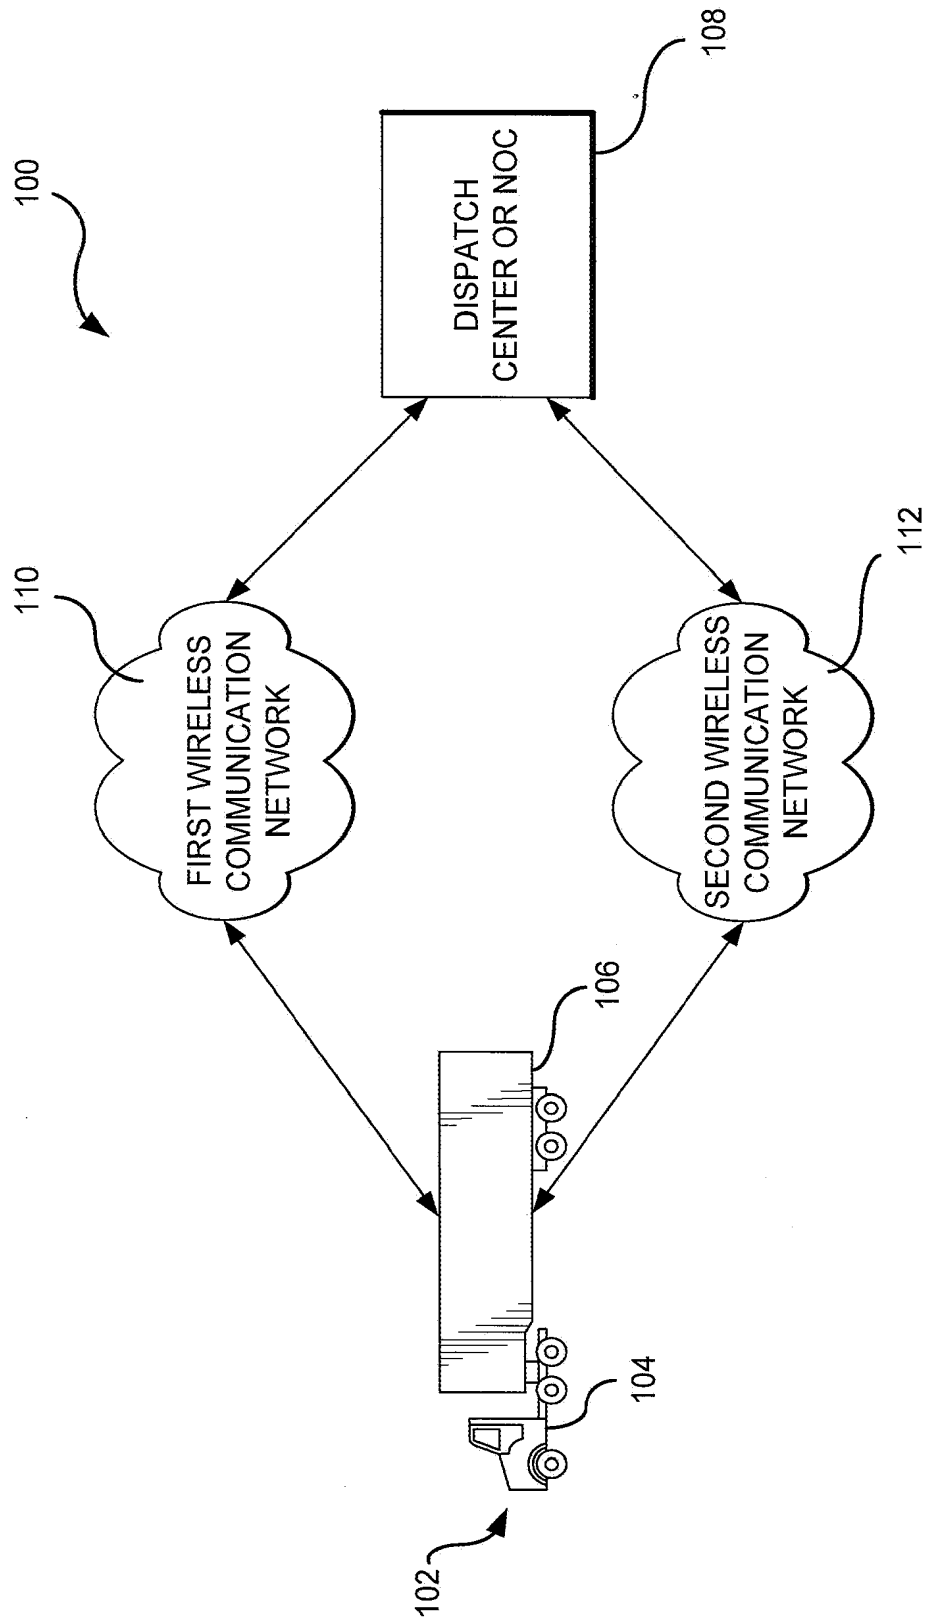 100
110
FIRST WIRELESS
COMMUNICATION
NETWORK
DISPATCH
CENTER OR NOC
108
102
104
106
SECOND WIRELESS
COMMUNICATION
NETWORK
112